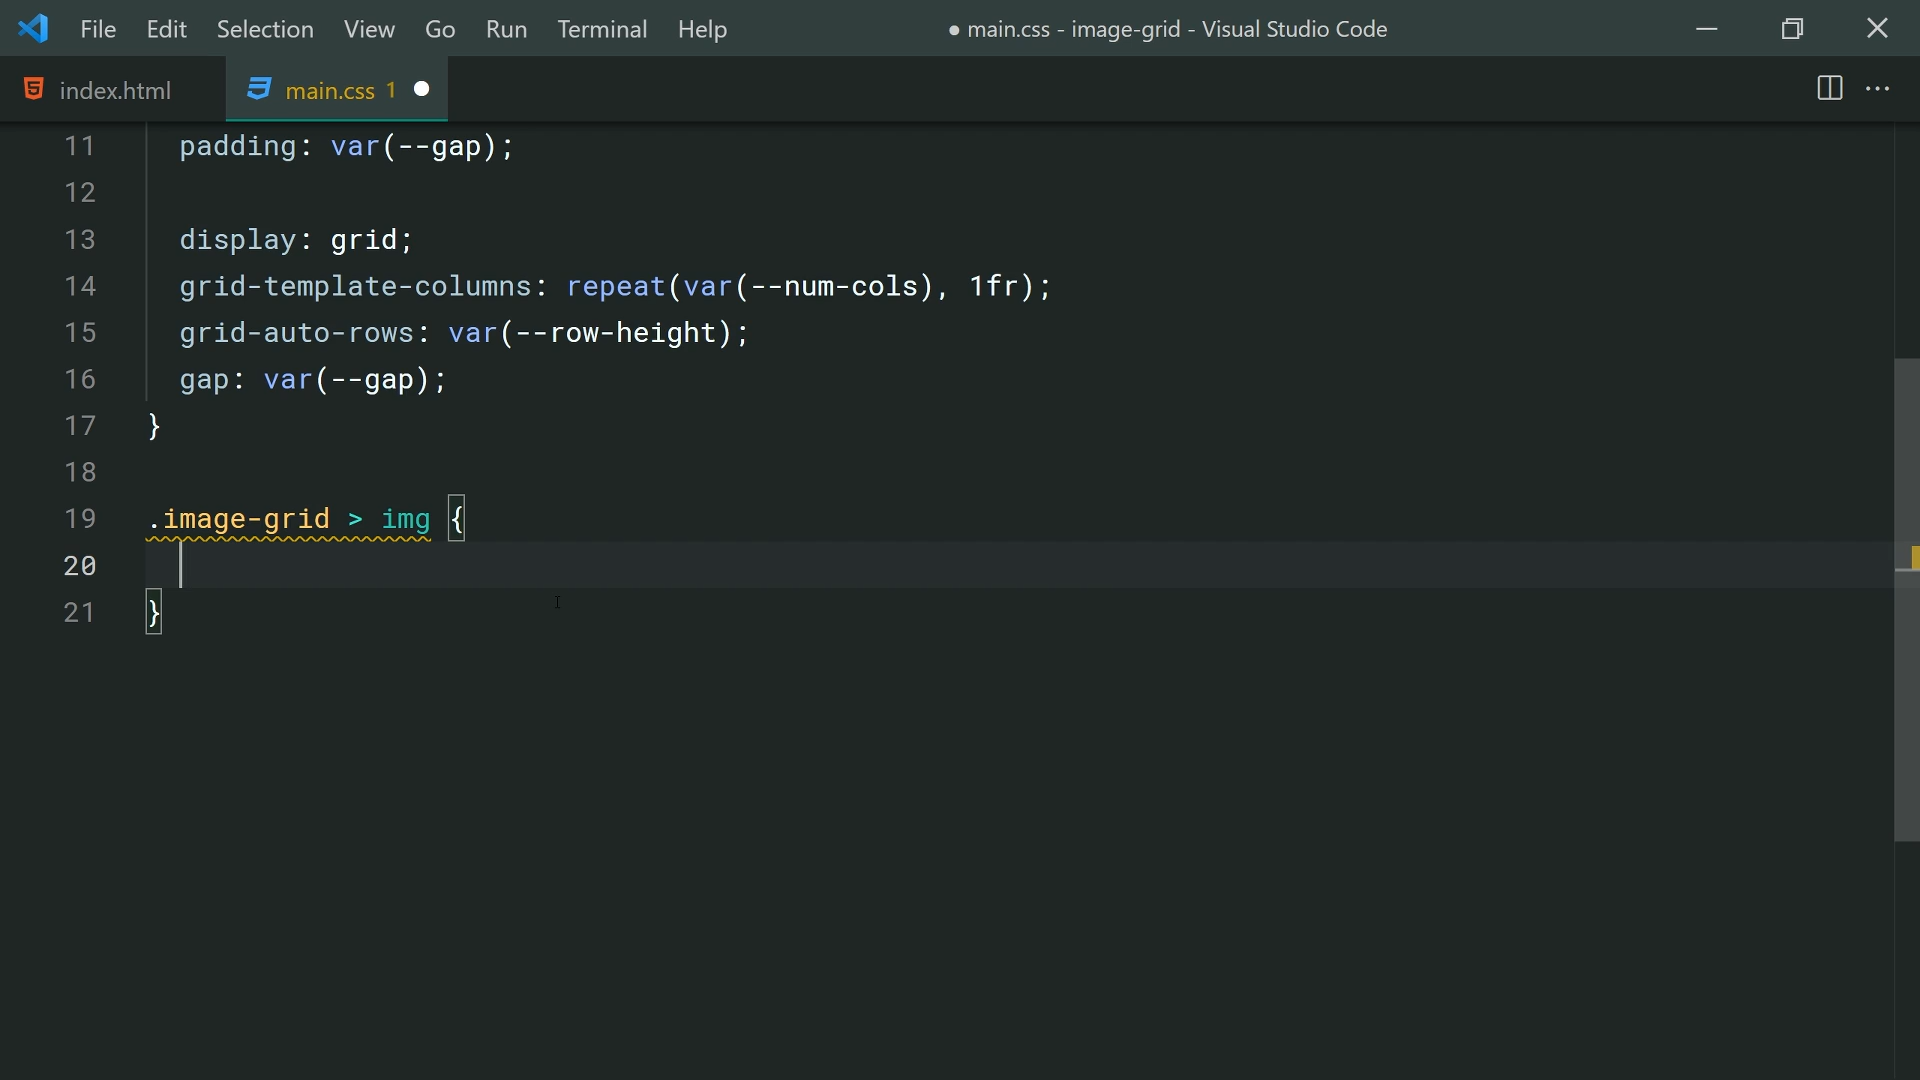 File Edit Selection View Go Run Terminal Help ● main.css - image-grid - Visual Studio Code
index.html main.css 1
11 padding: var(--gap);
12
13 display: grid;
14 grid-template-columns: repeat(var(--num-cols), 1fr);
15 grid-auto-rows: var(--row-height);
16 gap: var(--gap);
17 }
18
19 .image-grid > img {
20
21 }